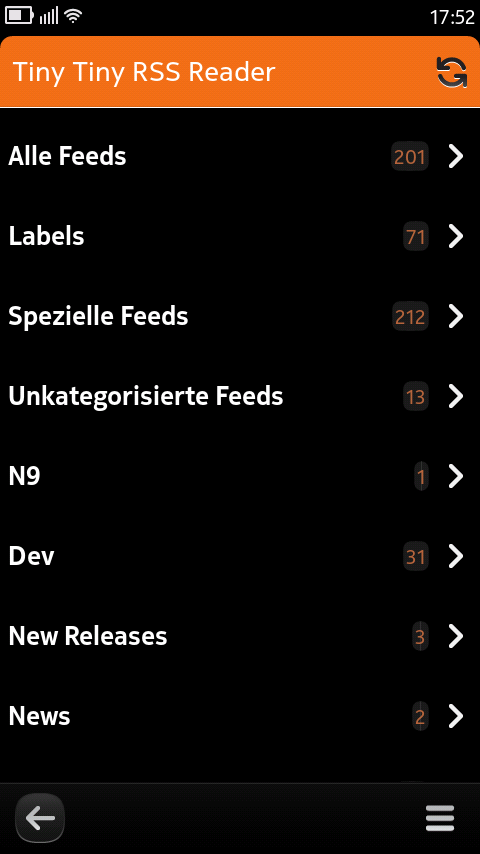 17:52
Tiny Tiny RSS Reader
Alle Feeds 201
Labels 71
Spezielle Feeds 212
Unkategorisierte Feeds 13
N9 1
Dev 31
New Releases 3
News 2